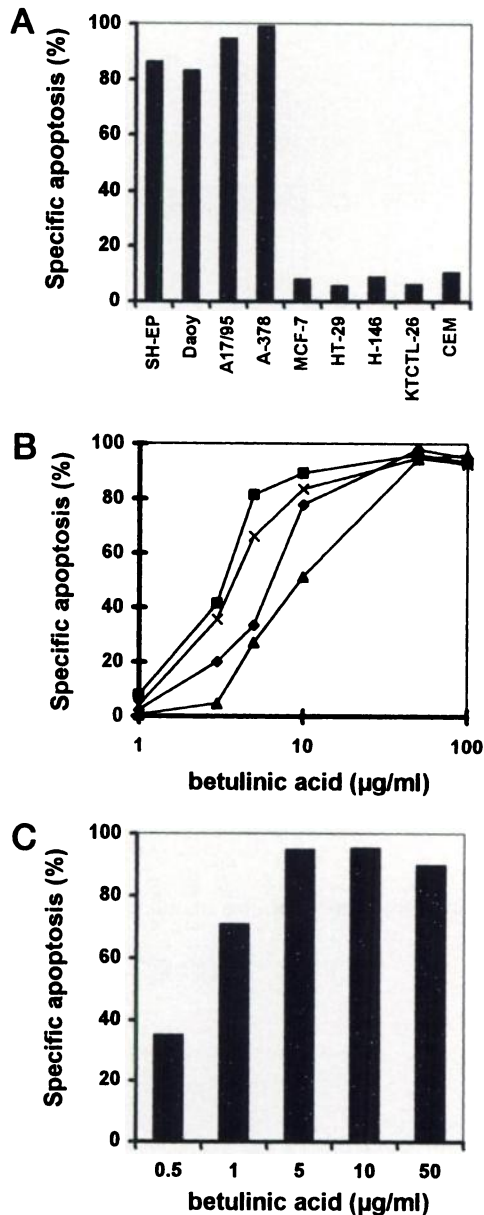 A
Specific apoptosis (%)
100
80
60
40
20
0
SH-EP
Daoy
A17/95
A-378
MCF-7
HT-29
H-146
KTCTL-26
CEM
B
Specific apoptosis (%)
100
80
60
40
20
0
1 10 100
betulinic acid (µg/ml)
C
Specific apoptosis (%)
100
80
60
40
20
0
0.5 1 5 10 50
betulinic acid (µg/ml)